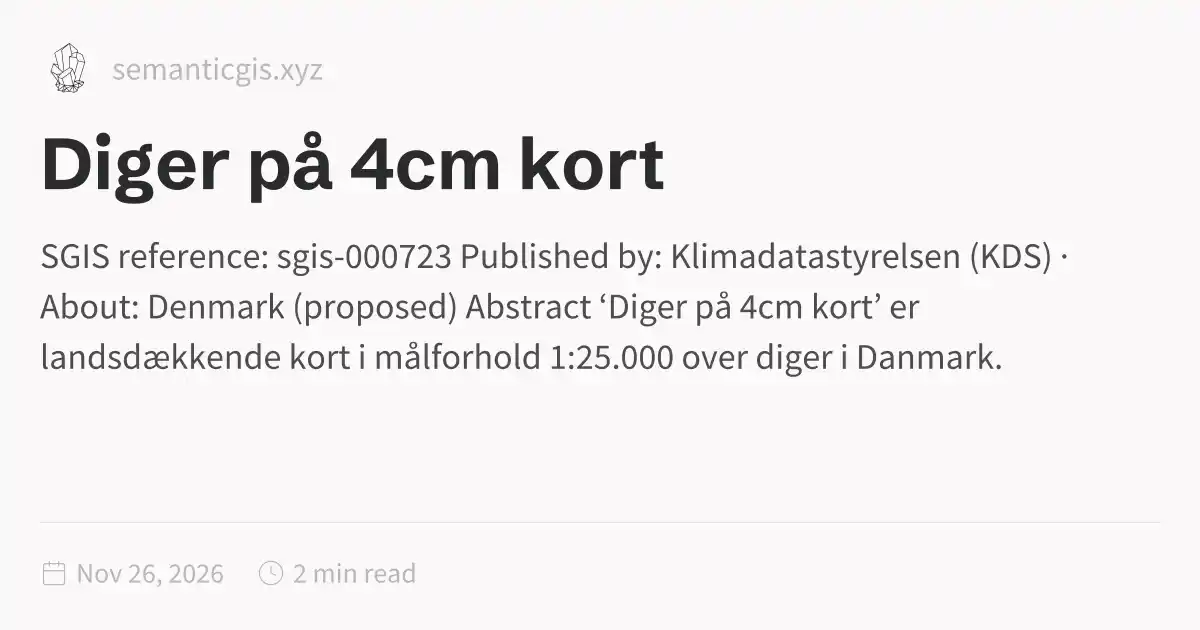 semanticgis.xyz
Diger på 4cm kort
SGIS reference: sgis-000723 Published by: Klimadatastyrelsen (KDS) ·
About: Denmark (proposed) Abstract ‘Diger på 4cm kort’ er
landsdækkende kort i målforhold 1:25.000 over diger i Danmark.
Nov 26, 2026 2 min read